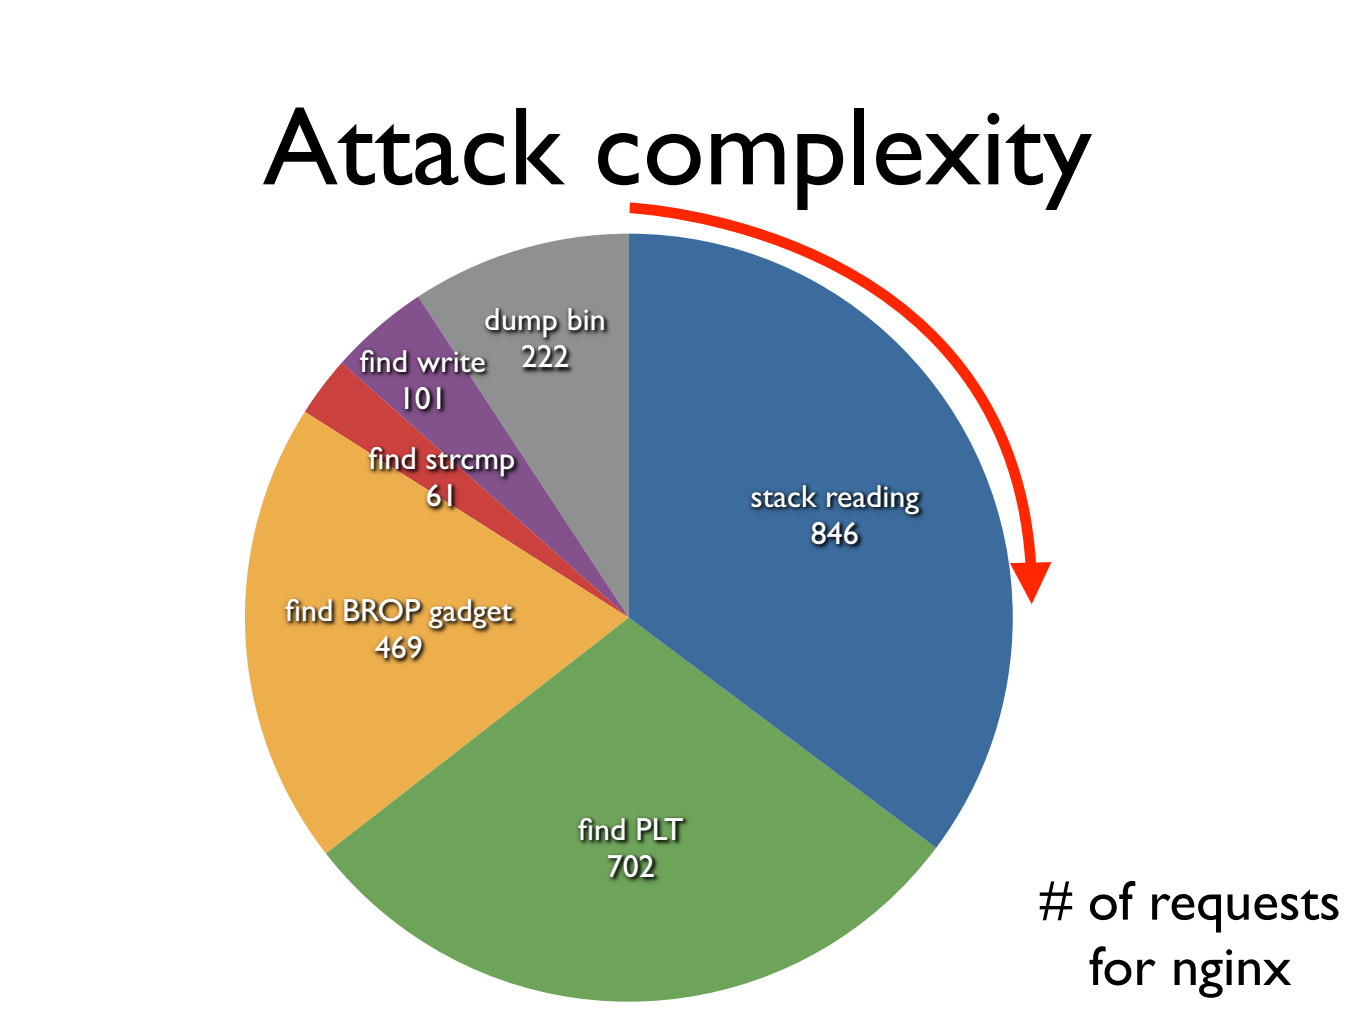 Attack complexity
dump bin
222
find write
101
find strcmp
61
stack reading
846
find BROP gadget
469
find PLT
702
# of requests
for nginx